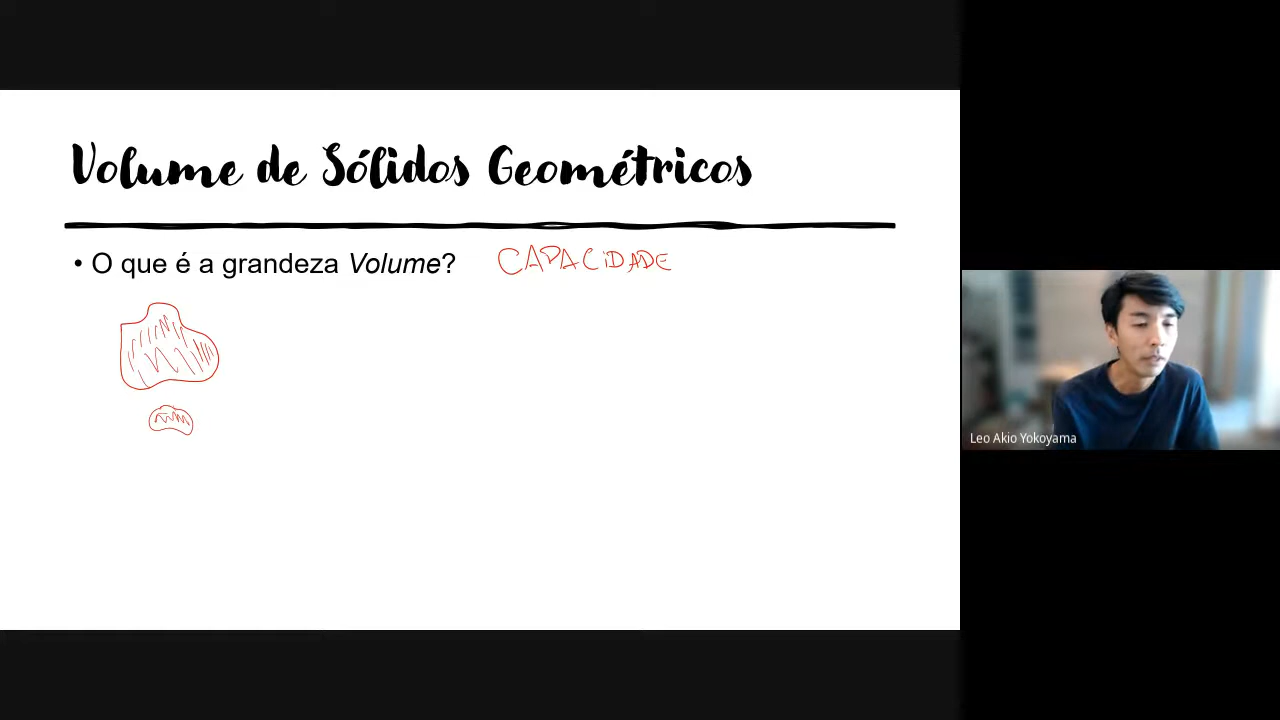 Volume de Sólidos Geométricos
• O que é a grandeza Volume? CAPACIDADE
Leo Akio Yokoyama